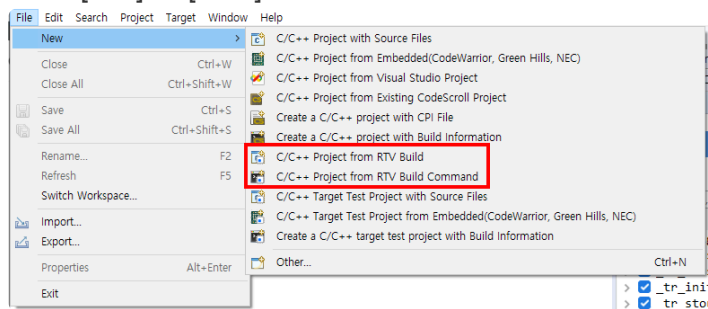 File Edit Search Project Target Window Help
New
Close Ctrl+W
Close All Ctrl+Shift+W
Save Ctrl+S
Save All Ctrl+Shift+S
Rename... F2
Refresh F5
Switch Workspace...
Import...
Export...
Properties Alt+Enter
Exit
C/C++ Project with Source Files
C/C++ Project from Embedded(CodeWarrior, Green Hills, NEC)
C/C++ Project from Visual Studio Project
C/C++ Project from Existing CodeScroll Project
Create a C/C++ project with CPI File
Create a C/C++ project with Build Information
C/C++ Project from RTV Build
C/C++ Project from RTV Build Command
C/C++ Target Test Project with Source Files
C/C++ Target Test Project from Embedded(CodeWarrior, Green Hills, NEC)
Create a C/C++ target test project with Build Information
Other... Ctrl+N
_tr_ini